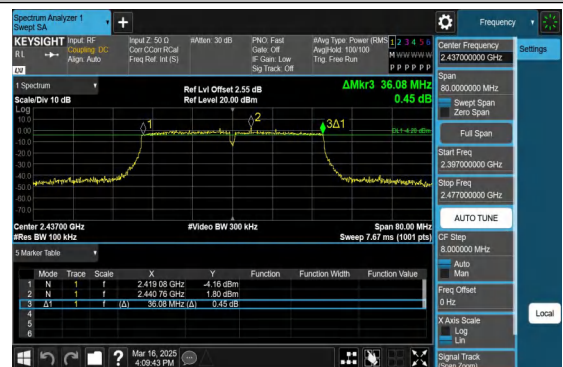 Spectrum Analyzer 1
Swept SA
+
Frequency
KEYSIGHT Input: RF Input Z: 50 Ω #Atten: 30 dB PNO: Fast #Avg Type: Power (RMS) 1 2 3 4 5 6
RL Coupling: DC Corr CCorr RCal Gate: Off Avg|Hold: 100/100 M W W W W W
Align: Auto Freq Ref: Int (S) IF Gain: Low Trig: Free Run
Sig Track: Off P P P P P P
LXI
1 Spectrum
Ref Lvl Offset 2.55 dB
ΔMkr3 36.08 MHz
Scale/Div 10 dB
Ref Level 20.00 dBm
0.45 dB
Log
10.0
0.00
-10.0
-20.0
-30.0
-40.0
-50.0
-60.0
-70.0
1
2
3Δ1
DL1 -4.20 dBm
Center 2.43700 GHz
#Video BW 300 kHz
Span 80.00 MHz
#Res BW 100 kHz
Sweep 7.67 ms (1001 pts)
5 Marker Table
Mode Trace Scale X Y Function Function Width Function Value
1 N 1 f 2.419 08 GHz -4.16 dBm
2 N 1 f 2.440 76 GHz 1.80 dBm
3 Δ1 1 f (Δ) 36.08 MHz (Δ) 0.45 dB
4
5
6
?
Mar 16, 2025
4:09:43 PM
Center Frequency
2.437000000 GHz
Settings
Span
80.0000000 MHz
Swept Span
Zero Span
Full Span
Start Freq
2.397000000 GHz
Stop Freq
2.477000000 GHz
AUTO TUNE
CF Step
8.000000 MHz
Auto
Man
Freq Offset
0 Hz
Local
X Axis Scale
Log
Lin
Signal Track
(Span Zoom)